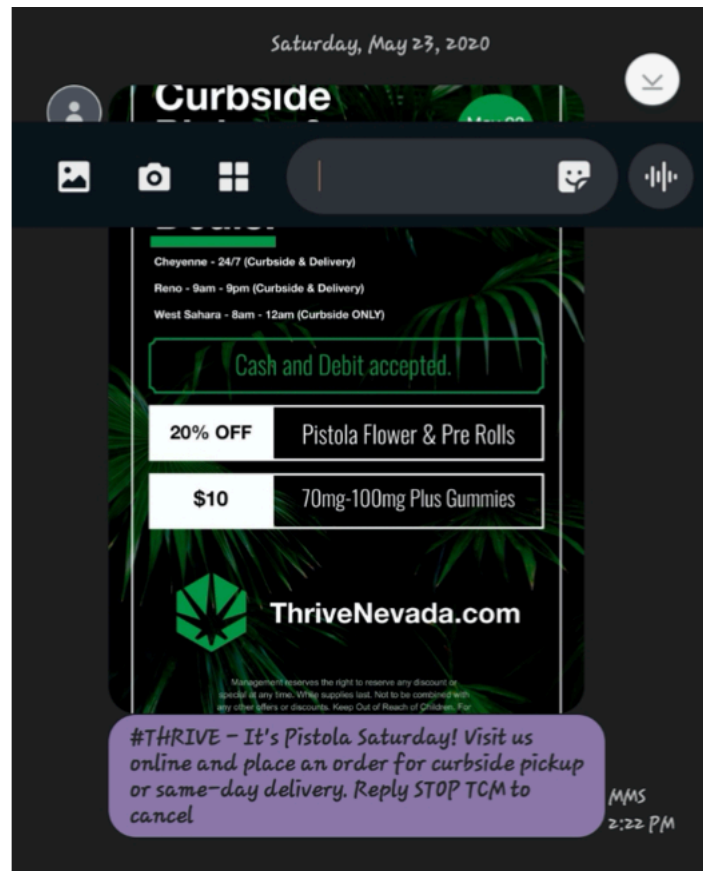 Saturday, May 23, 2020
Curbside
Cheyenne - 24/7 (Curbside & Delivery)
Reno - 9am - 9pm (Curbside & Delivery)
West Sahara - 8am - 12am (Curbside ONLY)
Cash and Debit accepted.
20% OFF Pistola Flower & Pre Rolls
$10 70mg-100mg Plus Gummies
ThriveNevada.com
Management reserves the right to reserve any discount or
special at any time. While supplies last. Not to be combined with
any other offers or discounts. Keep Out of Reach of Children. For
#THRIVE - It's Pistola Saturday! Visit us
online and place an order for curbside pickup
or same-day delivery. Reply STOP TCM to
cancel
MMS
2:22 PM